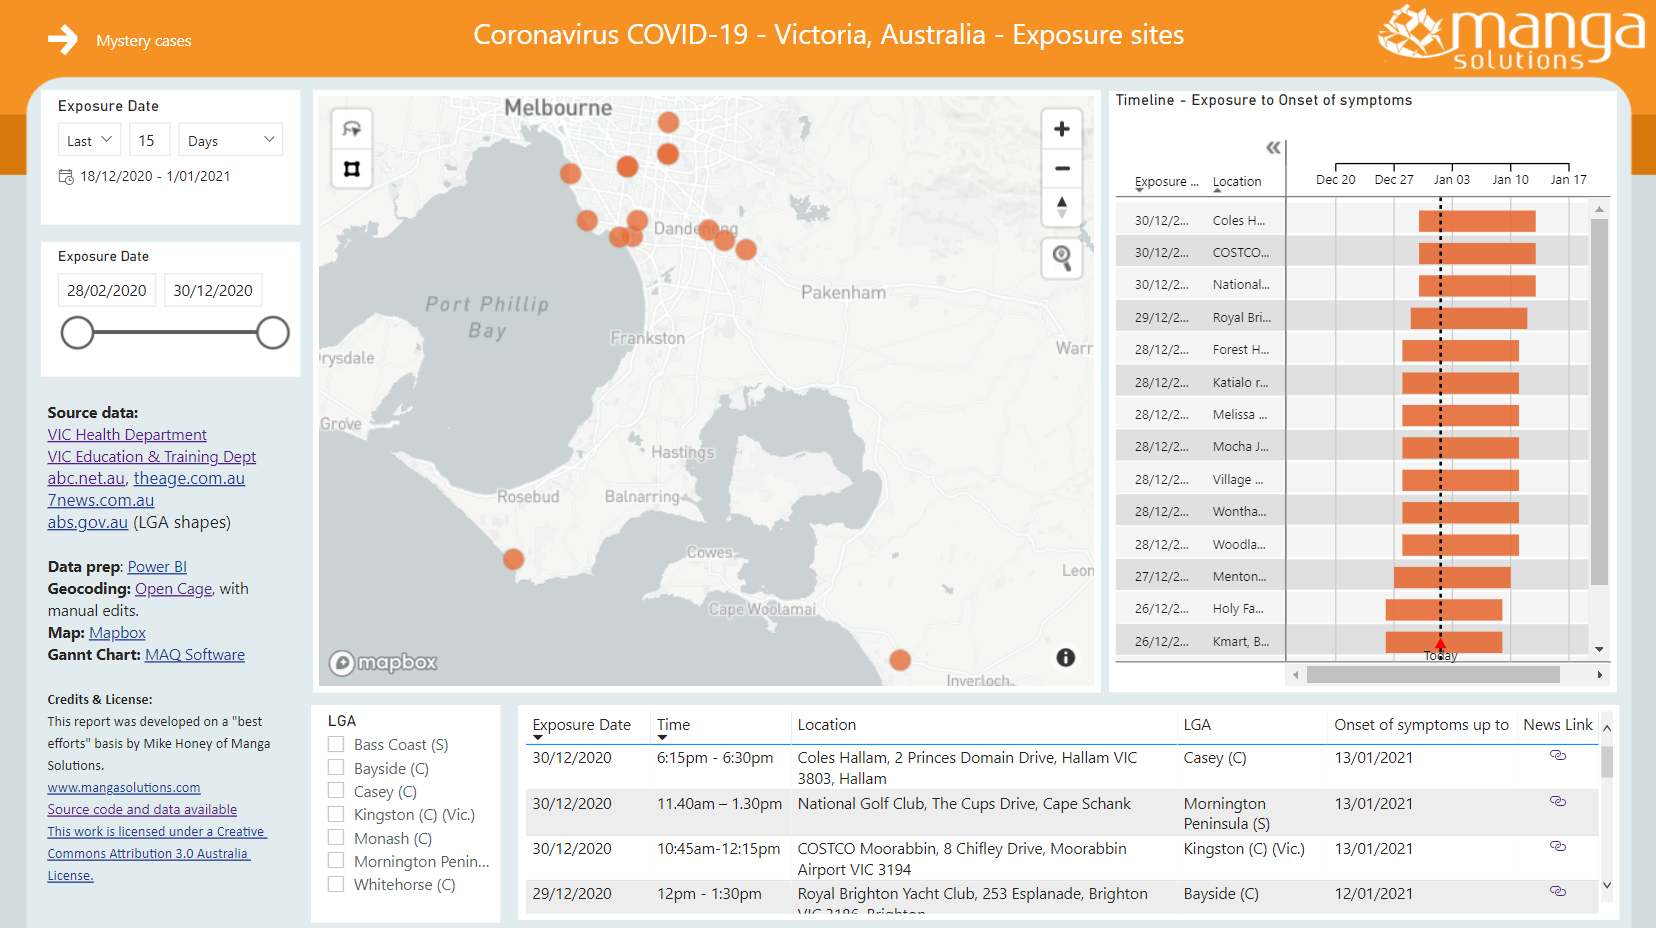 Mystery cases
Coronavirus COVID-19 - Victoria, Australia - Exposure sites
manga
solutions
Exposure Date
Last
15
Days
18/12/2020 - 1/01/2021
Exposure Date
28/02/2020
30/12/2020
Source data:
VIC Health Department
VIC Education & Training Dept
abc.net.au, theage.com.au
7news.com.au
abs.gov.au (LGA shapes)
Data prep: Power BI
Geocoding: Open Cage, with
manual edits.
Map: Mapbox
Gannt Chart: MAQ Software
Credits & License:
This report was developed on a "best
efforts" basis by Mike Honey of Manga
Solutions.
www.mangasolutions.com
Source code and data available
This work is licensed under a Creative
Commons Attribution 3.0 Australia
License.
Melbourne
Dandenong
Port Phillip
Bay
Pakenham
Frankston
Warr
rysdale
Grove
Hastings
Rosebud
Balnarring
Cowes
Leon
Cape Woolamai
Inverloch
mapbox
Timeline - Exposure to Onset of symptoms
Exposure ...
Location
Dec 20
Dec 27
Jan 03
Jan 10
Jan 17
30/12/2... Coles H...
30/12/2... COSTCO...
30/12/2... National...
29/12/2... Royal Bri...
28/12/2... Forest H...
28/12/2... Katialo r...
28/12/2... Melissa ...
28/12/2... Mocha J...
28/12/2... Village ...
28/12/2... Wontha...
28/12/2... Woodla...
27/12/2... Menton...
26/12/2... Holy Fa...
26/12/2... Kmart, B...
Today
LGA
Bass Coast (S)
Bayside (C)
Casey (C)
Kingston (C) (Vic.)
Monash (C)
Mornington Penin...
Whitehorse (C)
Exposure Date Time Location LGA Onset of symptoms up to News Link
30/12/2020 6:15pm - 6:30pm Coles Hallam, 2 Princes Domain Drive, Hallam VIC Casey (C) 13/01/2021
3803, Hallam
30/12/2020 11.40am – 1.30pm National Golf Club, The Cups Drive, Cape Schank Mornington 13/01/2021
Peninsula (S)
30/12/2020 10:45am-12:15pm COSTCO Moorabbin, 8 Chifley Drive, Moorabbin Kingston (C) (Vic.) 13/01/2021
Airport VIC 3194
29/12/2020 12pm - 1:30pm Royal Brighton Yacht Club, 253 Esplanade, Brighton Bayside (C) 12/01/2021
VIC 3186, Brighton